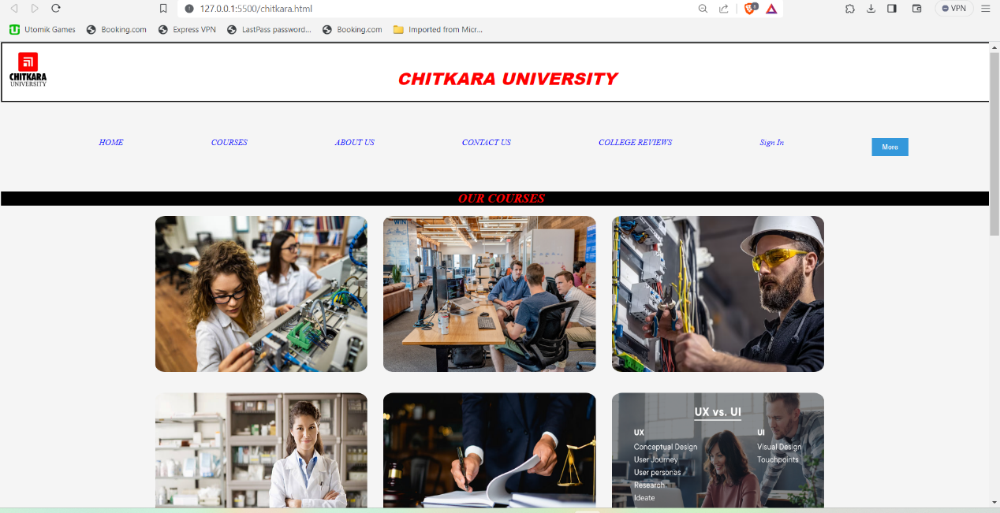 127.0.0.1:5500/chitkara.html
8
VPN
Utomik Games
Booking.com
Express VPN
LastPass password...
Booking.com
Imported from Micr...
CHITKARA
UNIVERSITY
CHITKARA UNIVERSITY
HOME
COURSES
ABOUT US
CONTACT US
COLLEGE REVIEWS
Sign In
More
OUR COURSES
WIN
UX vs. UI
UX
UI
Conceptual Design
Visual Design
User Journey
Touchpoints
User personas
Research
Ideate